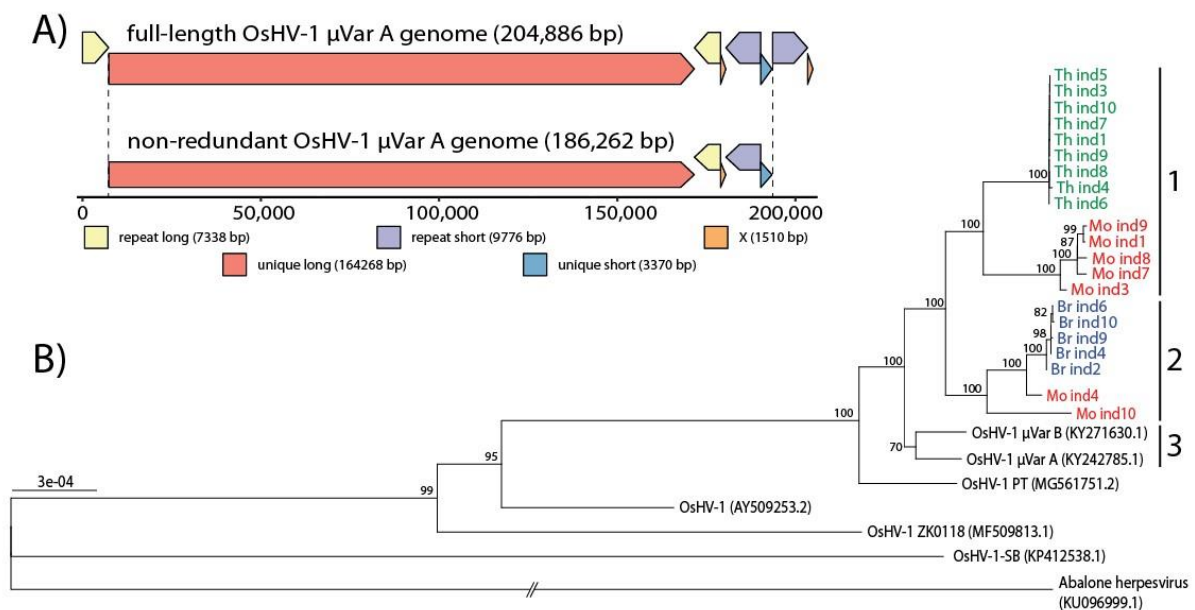 A)
full-length OsHV-1 µVar A genome (204,886 bp)
non-redundant OsHV-1 µVar A genome (186,262 bp)
0 50,000 100,000 150,000 200,000
repeat long (7338 bp) repeat short (9776 bp) X (1510 bp)
unique long (164268 bp) unique short (3370 bp)
B)
Th ind5
Th ind3
Th ind10
Th ind7
Th ind1
Th ind9
Th ind8
Th ind4
Th ind6
100
1
Mo ind9
Mo ind1
Mo ind8
Mo ind7
Mo ind3
99
87
100
100
100
Br ind6
Br ind10
Br ind9
Br ind4
Br ind2
82
98
100
100
2
Mo ind4
Mo ind10
100
100
100
OsHV-1 µVar B (KY271630.1)
OsHV-1 µVar A (KY242785.1)
70
3
100
OsHV-1 PT (MG561751.2)
95
OsHV-1 (AY509253.2)
99
OsHV-1 ZK0118 (MF509813.1)
3e-04
OsHV-1-SB (KP412538.1)
//
Abalone herpesvirus
(KU096999.1)